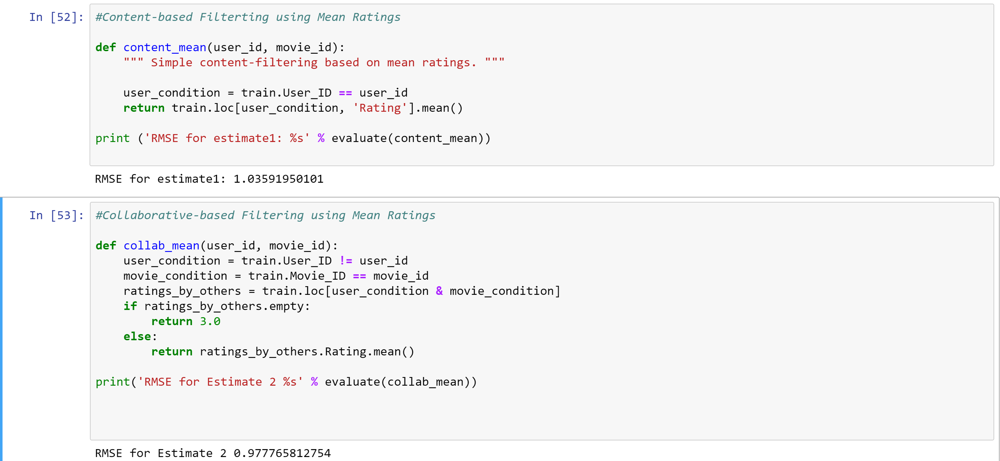 In [52]: #Content-based Filterting using Mean Ratings
def content_mean(user_id, movie_id):
    """ Simple content-filtering based on mean ratings. """
    user_condition = train.User_ID == user_id
    return train.loc[user_condition, 'Rating'].mean()
print ('RMSE for estimate1: %s' % evaluate(content_mean))
RMSE for estimate1: 1.03591950101
In [53]: #Collaborative-based Filtering using Mean Ratings
def collab_mean(user_id, movie_id):
    user_condition = train.User_ID != user_id
    movie_condition = train.Movie_ID == movie_id
    ratings_by_others = train.loc[user_condition & movie_condition]
    if ratings_by_others.empty:
        return 3.0
    else:
        return ratings_by_others.Rating.mean()
print('RMSE for Estimate 2 %s' % evaluate(collab_mean))
RMSE for Estimate 2 0.977765812754